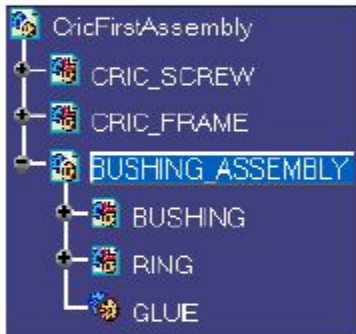 CricFirstAssembly
CRIC_SCREW
CRIC_FRAME
BUSHING_ASSEMBLY
BUSHING
RING
GLUE